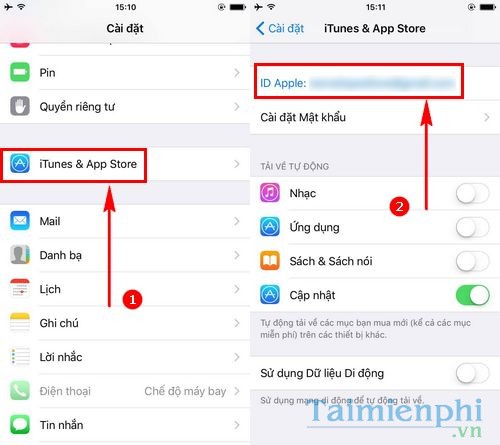 15:10
Cài đặt
Pin
Quyền riêng tư
iTunes & App Store
1
Mail
Danh bạ
Lịch
Ghi chú
Lời nhắc
Điện thoại Chế độ máy bay
Tin nhắn
15:11
Cài đặt iTunes & App Store
ID Apple:
Cài đặt Mật khẩu
2
TẢI VỀ TỰ ĐỘNG
Nhạc
Ứng dụng
Sách & Sách nói
Cập nhật
Tự động tải về các mục bạn mua mới (kể cả các mục
miễn phí) trên các thiết bị khác.
Sử dụng Dữ liệu Di động
Sử dụng mạng di động để tự động tải về.
Taimienphi
.vn